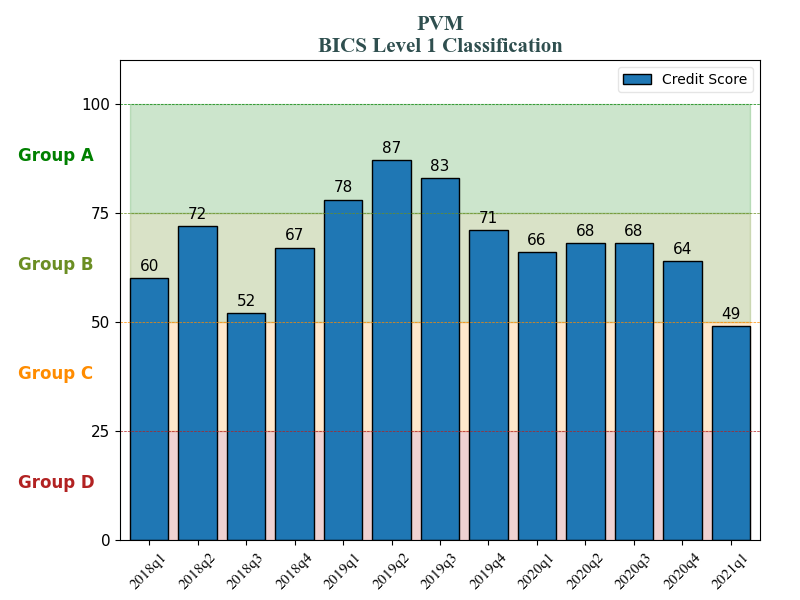 PVM
BICS Level 1 Classification
Credit Score
100
Group A
87
83
78
75
72
71
68
68
67
66
64
Group B
60
52
50
49
Group C
25
Group D
0
2018q1
2018q2
2018q3
2018q4
2019q1
2019q2
2019q3
2019q4
2020q1
2020q2
2020q3
2020q4
2021q1